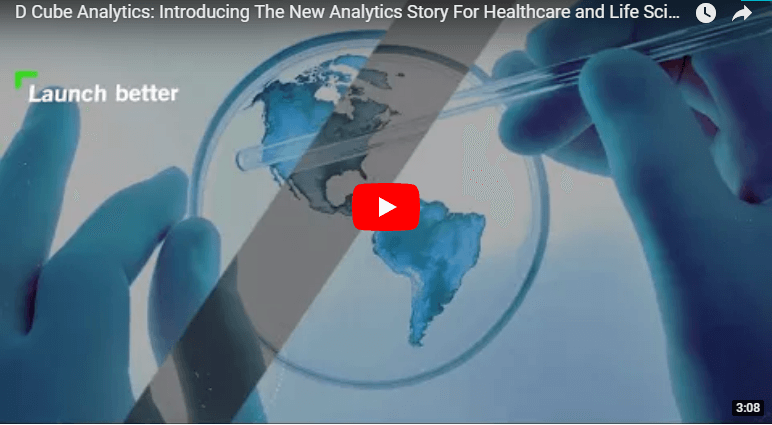 D Cube Analytics: Introducing The New Analytics Story For Healthcare and Life Sci...
Launch better
3:08